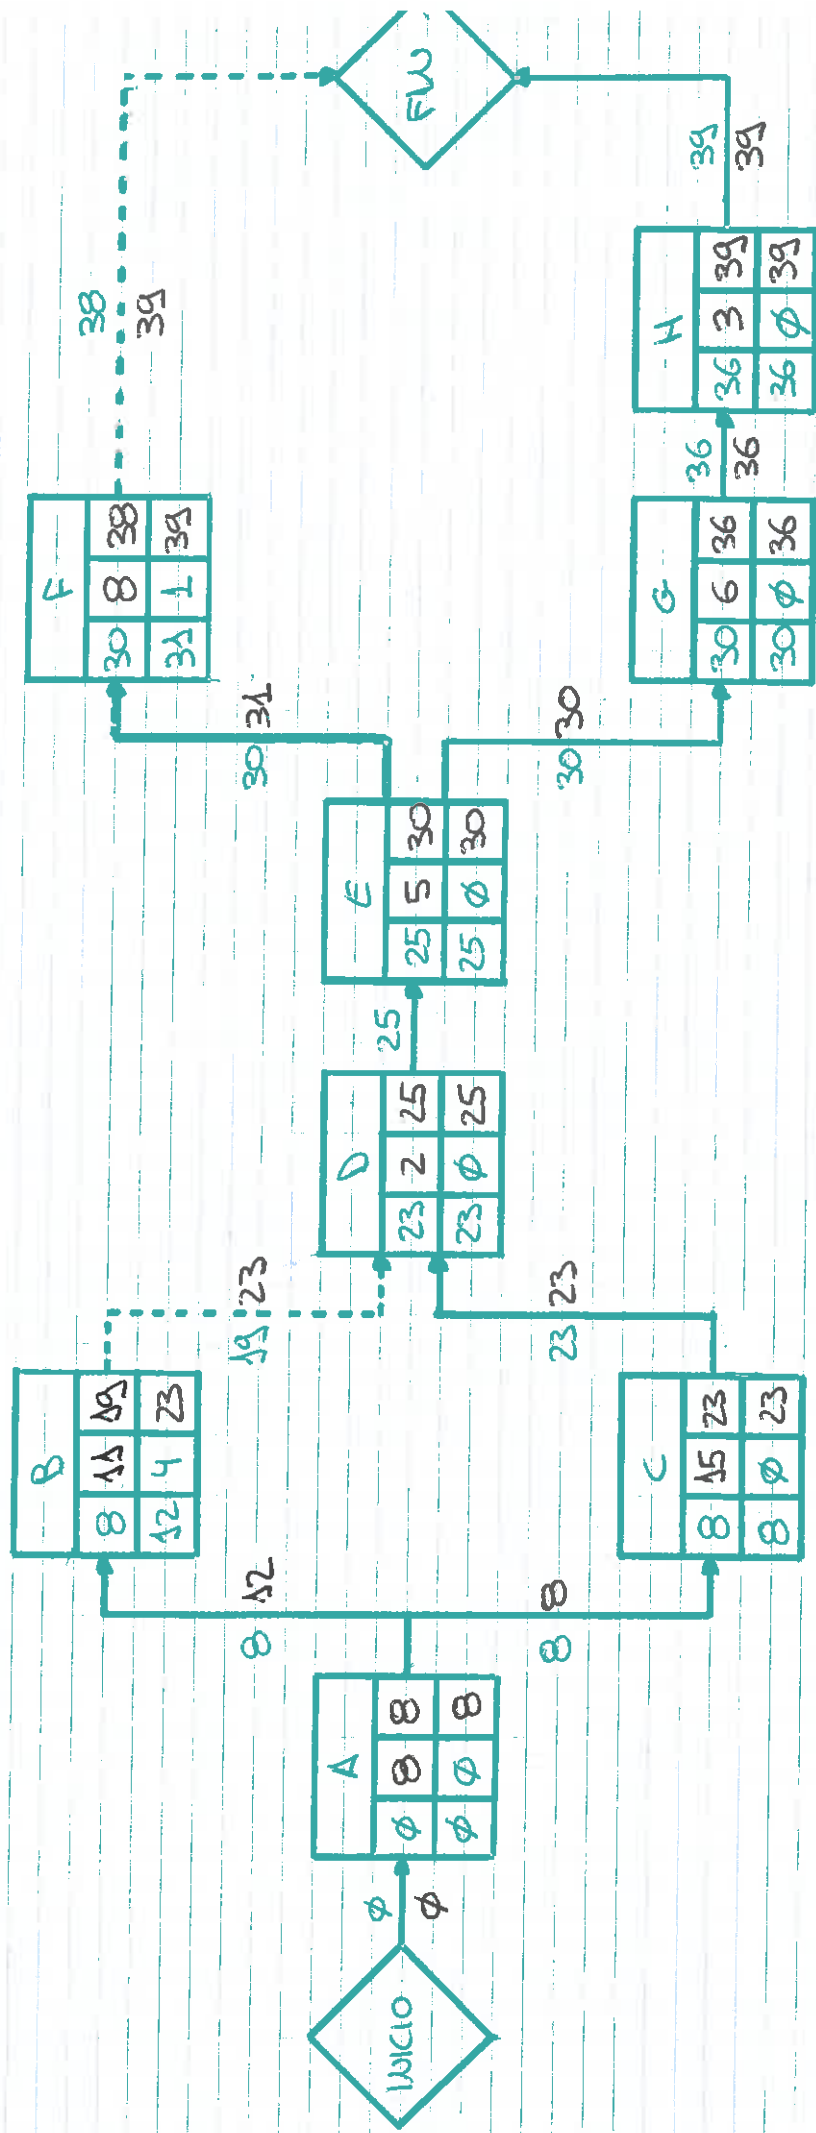 INICIO
Ø
Ø
A
Ø 8 8
Ø Ø 8
8 12
8 8
B
8 11 19
12 4 23
C
8 15 23
8 Ø 23
19 23
23 23
D
23 2 25
23 Ø 25
25
E
25 5 30
25 Ø 30
30 31
30 30
F
30 8 38
31 1 39
G
30 6 36
30 Ø 36
36
36
H
36 3 39
36 Ø 39
38
39
39
39
FIN